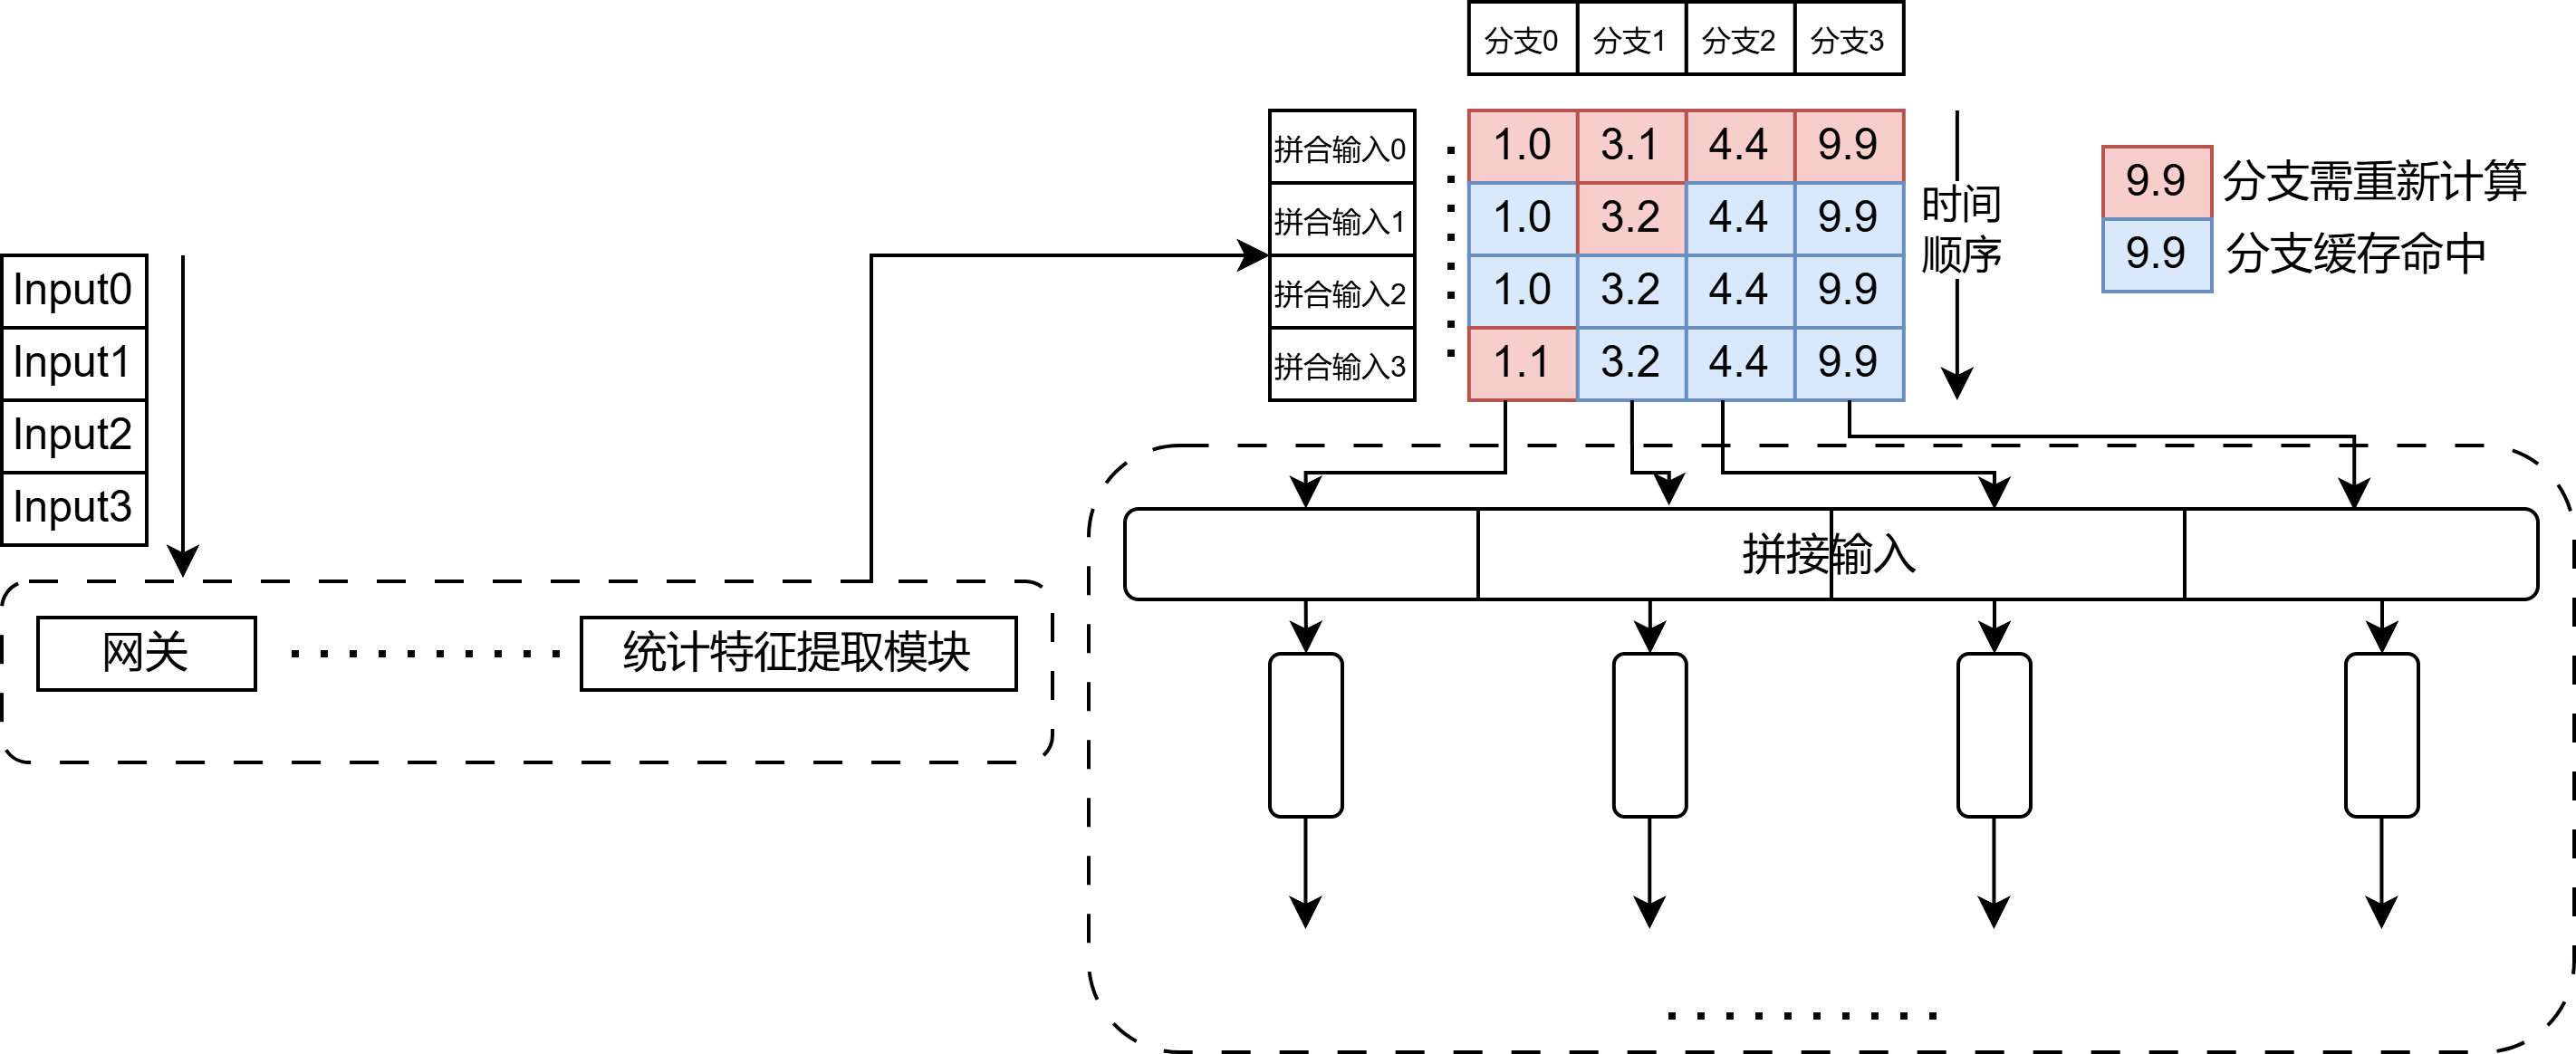 分支0 分支1 分支2 分支3
拼合输入0 1.0 3.1 4.4 9.9
拼合输入1 1.0 3.2 4.4 9.9
拼合输入2 1.0 3.2 4.4 9.9
拼合输入3 1.1 3.2 4.4 9.9
时间
顺序
9.9 分支需重新计算
9.9 分支缓存命中
Input0
Input1
Input2
Input3
网关
统计特征提取模块
拼接输入